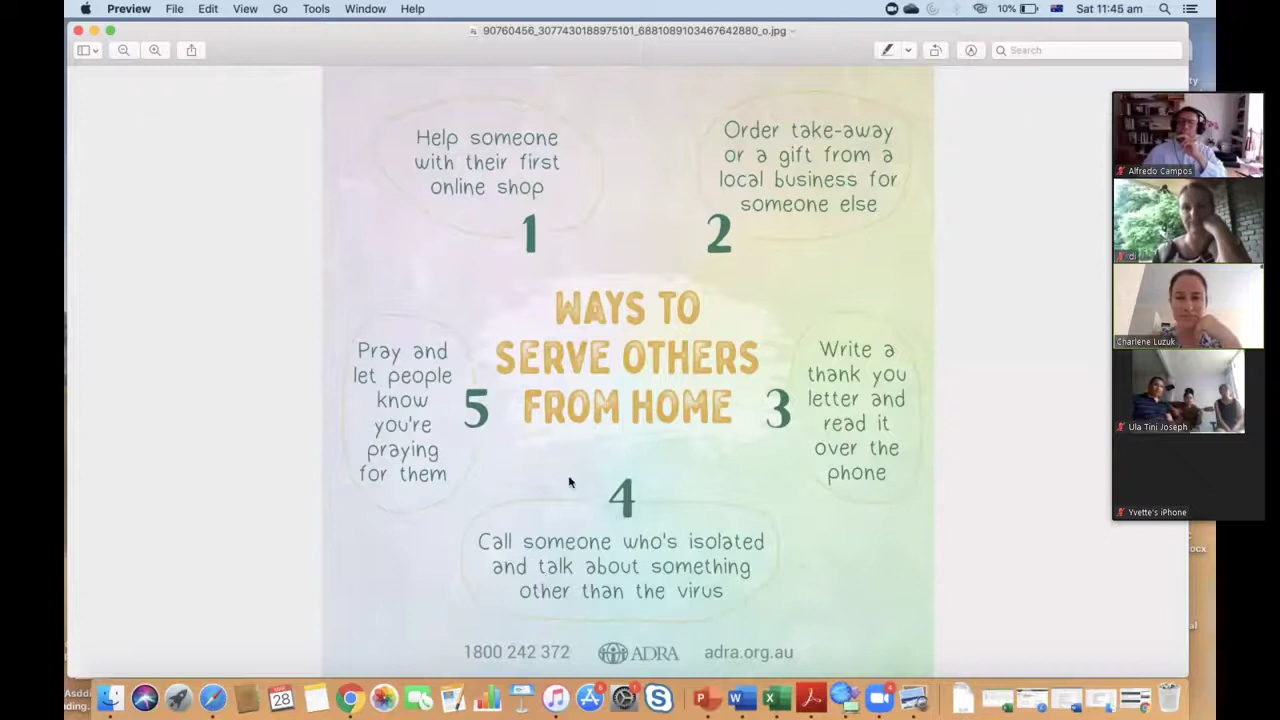 Preview File Edit View Go Tools Window Help
10% Sat 11:45 am
90760456_3077430188975101_6881089103467642880_o.jpg
Search
Help someone
with their first
online shop
1
Order take-away
or a gift from a
local business for
someone else
2
WAYS TO
SERVE OTHERS
FROM HOME
Write a
thank you
letter and
read it
over the
phone
3
Call someone who's isolated
and talk about something
other than the virus
4
Pray and
let people
know
you're
praying
for them
5
1800 242 372 ADRA adra.org.au
Alfredo Campos
di
Charlene Luzuk
Ula Tini Joseph
Yvette's iPhone
28